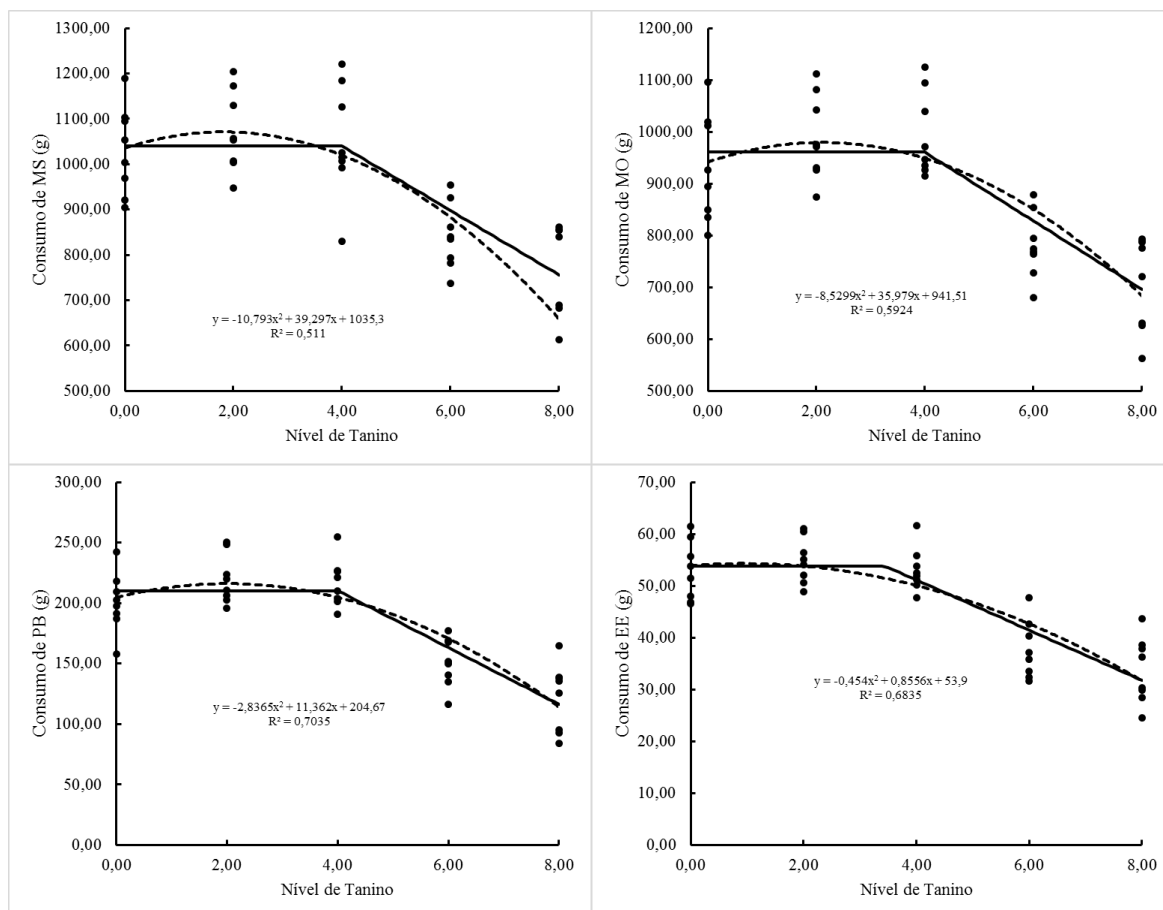 Consumo de MS (g)
1300,00
1200,00
1100,00
1000,00
900,00
800,00
700,00
600,00
500,00
y = -10,793x² + 39,297x + 1035,3
R² = 0,511
0,00 2,00 4,00 6,00 8,00
Nível de Tanino
Consumo de MO (g)
1200,00
1100,00
1000,00
900,00
800,00
700,00
600,00
500,00
y = -8,5299x² + 35,979x + 941,51
R² = 0,5924
0,00 2,00 4,00 6,00 8,00
Nível de Tanino
Consumo de PB (g)
300,00
250,00
200,00
150,00
100,00
50,00
0,00
y = -2,8365x² + 11,362x + 204,67
R² = 0,7035
0,00 2,00 4,00 6,00 8,00
Nível de Tanino
Consumo de EE (g)
70,00
60,00
50,00
40,00
30,00
20,00
10,00
0,00
y = -0,454x² + 0,8556x + 53,9
R² = 0,6835
0,00 2,00 4,00 6,00 8,00
Nível de Tanino